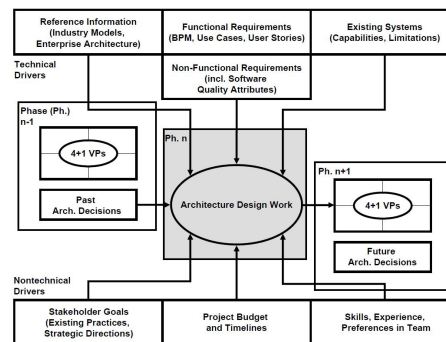 Reference Information
(Industry Models,
Enterprise Architecture)
Functional Requirements
(BPM, Use Cases, User Stories)
Existing Systems
(Capabilities, Limitations)
Technical
Drivers
Non-Functional Requirements
(incl. Software
Quality Attributes)
Phase (Ph.)
n-1
4+1 VPs
Past
Arch. Decisions
Ph. n
Architecture Design Work
Ph. n+1
4+1 VPs
Future
Arch. Decisions
Nontechnical
Drivers
Stakeholder Goals
(Existing Practices,
Strategic Directions)
Project Budget
and Timelines
Skills, Experience,
Preferences in Team